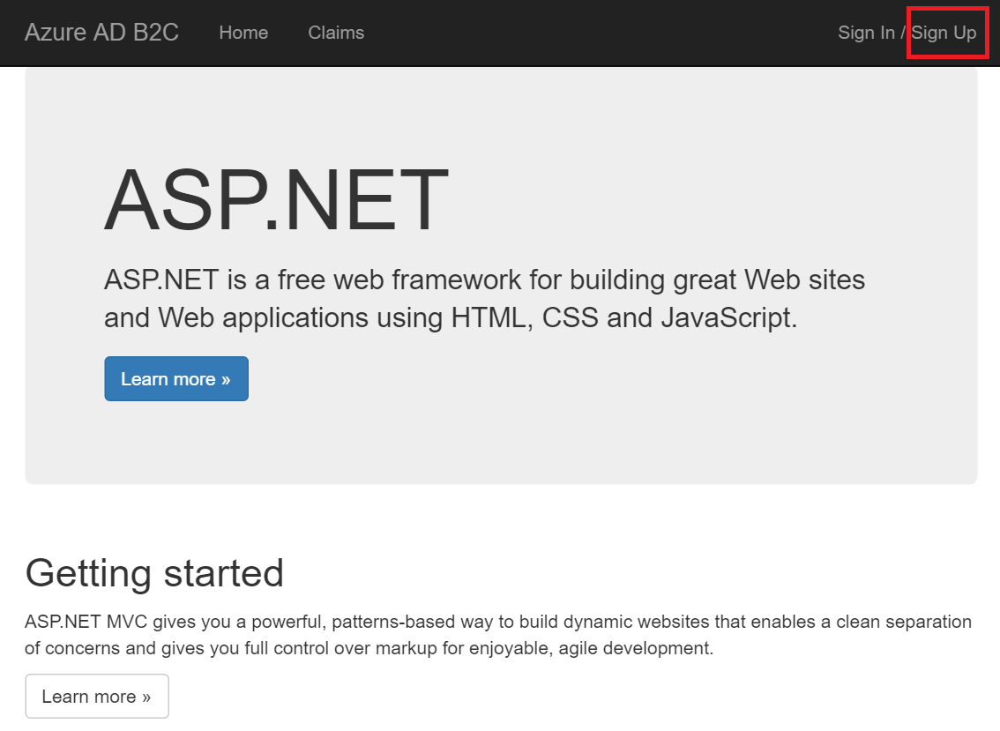 Azure AD B2C Home Claims Sign In / Sign Up
ASP.NET
ASP.NET is a free web framework for building great Web sites
and Web applications using HTML, CSS and JavaScript.
Learn more »
Getting started
ASP.NET MVC gives you a powerful, patterns-based way to build dynamic websites that enables a clean separation
of concerns and gives you full control over markup for enjoyable, agile development.
Learn more »